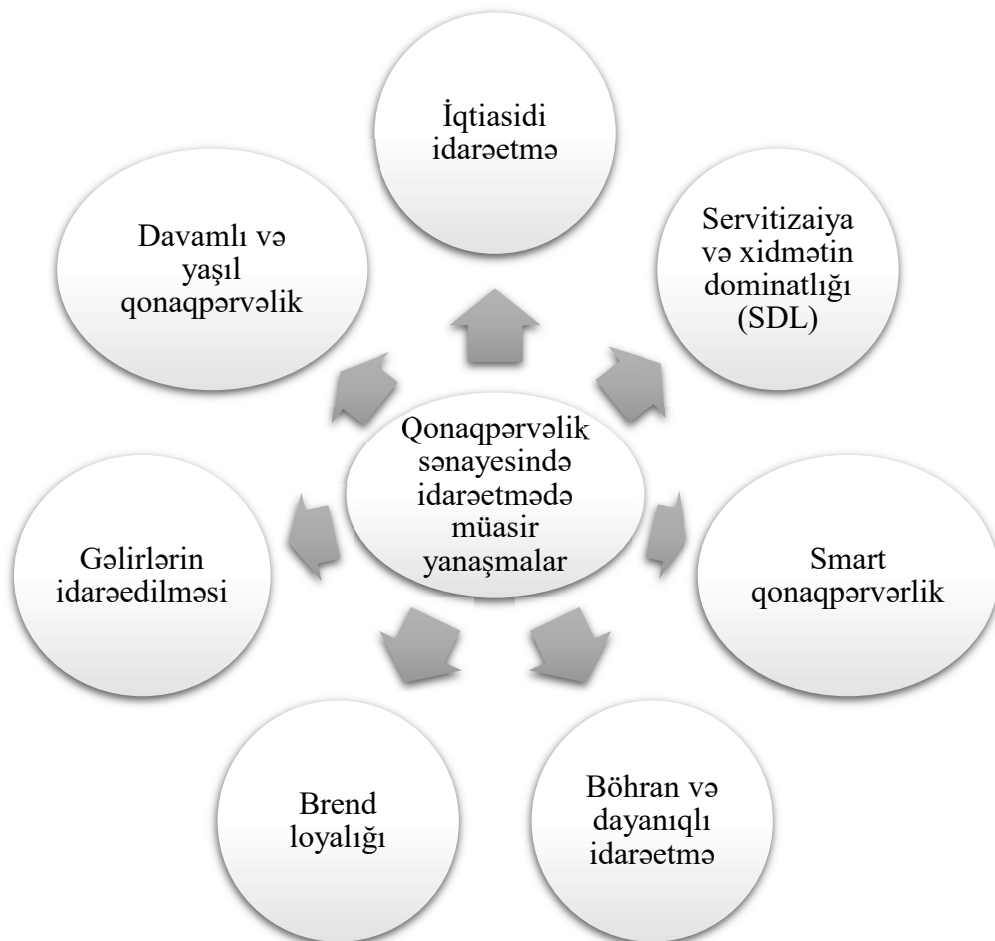 İqtiasidi
idarəetmə
Servitizaiya
və xidmətin
dominatlığı
(SDL)
Smart
qonaqpərvərlik
Böhran və
dayanıqlı
idarəetmə
Brend
loyalığı
Gəlirlərin
idarəedilməsi
Davamlı və
yaşıl
qonaqpərvəlik
Qonaqpərvəlik
sənayesində
idarəetmədə
müasir
yanaşmalar